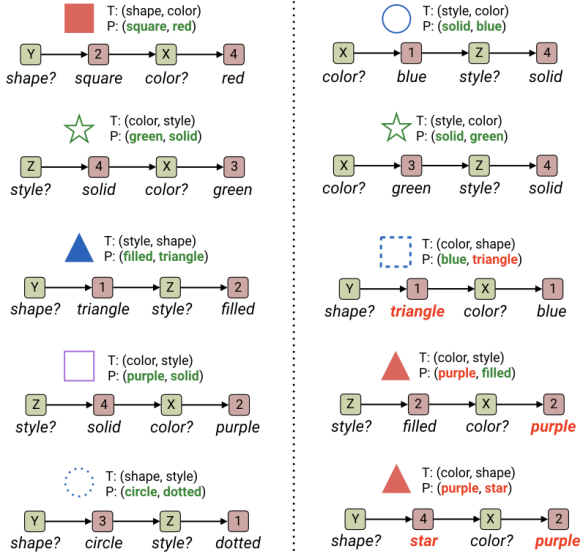 T: (shape, color)
P: (square, red)
Y 2 X 4
shape? square color? red
T: (color, style)
P: (green, solid)
Z 4 X 3
style? solid color? green
T: (style, shape)
P: (filled, triangle)
Y 1 Z 2
shape? triangle style? filled
T: (color, style)
P: (purple, solid)
Z 4 X 2
style? solid color? purple
T: (shape, style)
P: (circle, dotted)
Y 3 Z 1
shape? circle style? dotted
T: (style, color)
P: (solid, blue)
X 1 Z 4
color? blue style? solid
T: (style, color)
P: (solid, green)
X 3 Z 4
color? green style? solid
T: (color, shape)
P: (blue, triangle)
Y 1 X 1
shape? triangle color? blue
T: (color, style)
P: (purple, filled)
Z 2 X 2
style? filled color? purple
T: (color, shape)
P: (purple, star)
Y 4 X 2
shape? star color? purple